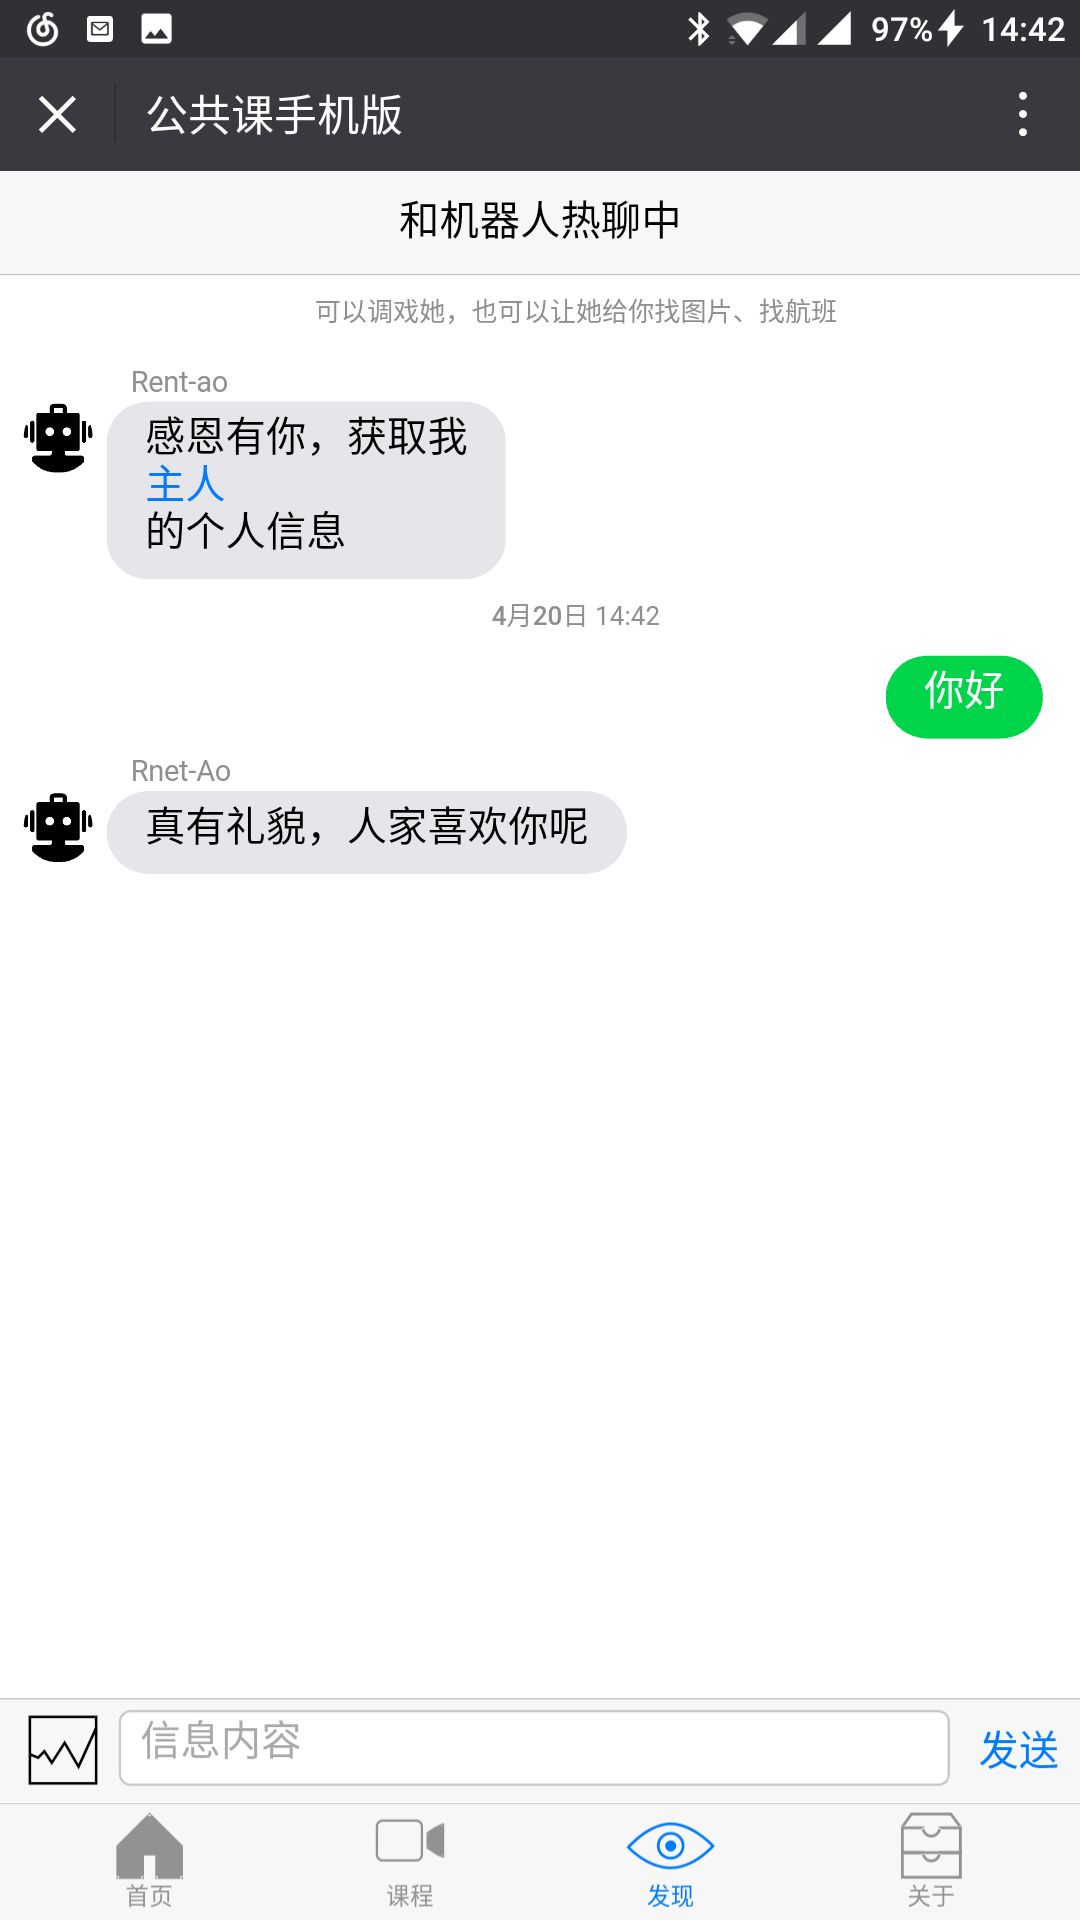 97% 14:42
公共课手机版
和机器人热聊中
可以调戏她，也可以让她给你找图片、找航班
Rent-ao
感恩有你，获取我
主人
的个人信息
4月20日 14:42
你好
Rnet-Ao
真有礼貌，人家喜欢你呢
信息内容
发送
首页
课程
发现
关于